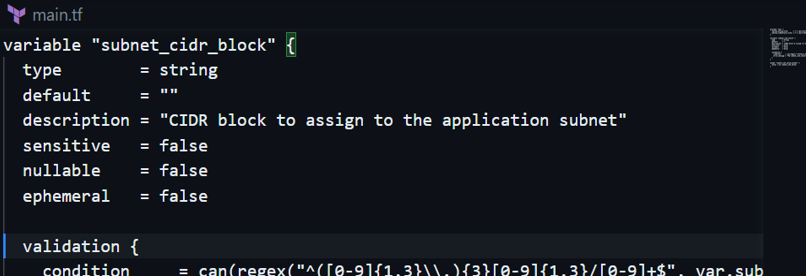 main.tf
variable "subnet_cidr_block" {
  type        = string
  default     = ""
  description = "CIDR block to assign to the application subnet"
  sensitive   = false
  nullable    = false
  ephemeral   = false
  validation {
    condition     = can(regex("^([0-9]{1,3}\\.){3}[0-9]{1,3}/[0-9]+$", var.sub